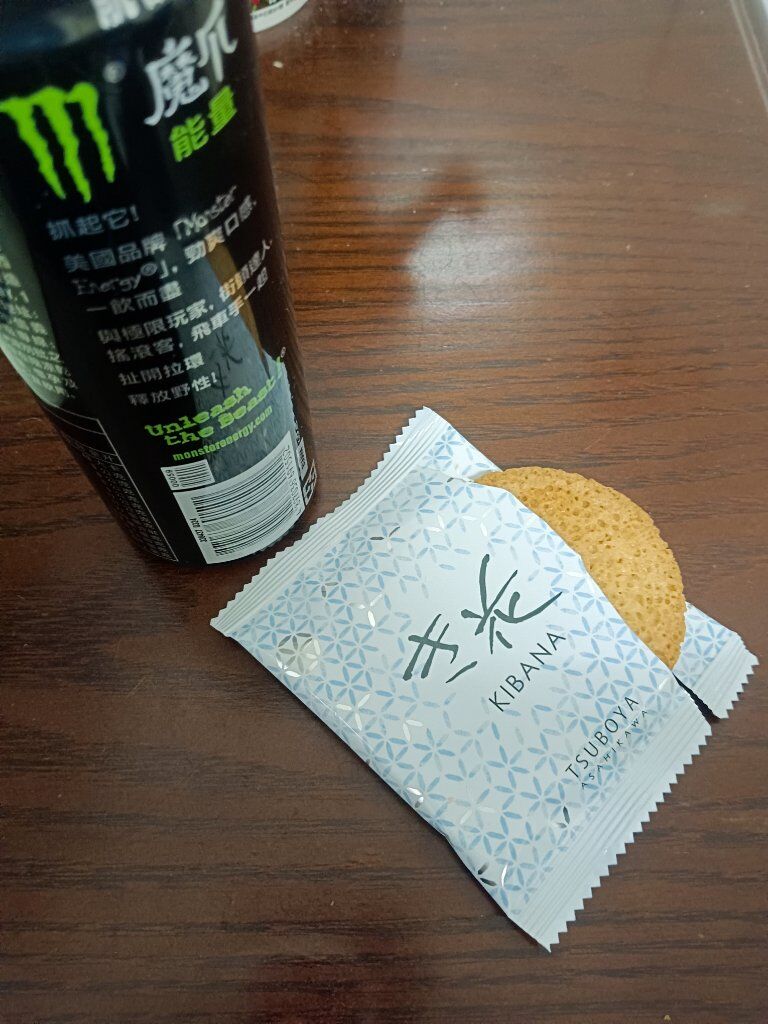 魔爪
能量
抓起它!
美國品牌「Monster
Energy®」, 勁爽口感,
一飲而盡
與極限玩家, 街頭達人,
搖滾客, 飛車手一起
扯開拉環
釋放野性!
Unleash
the Beast!®
monsterenergy.com
き花
KIBANA
TSUBOYA
ASAHIKAWA